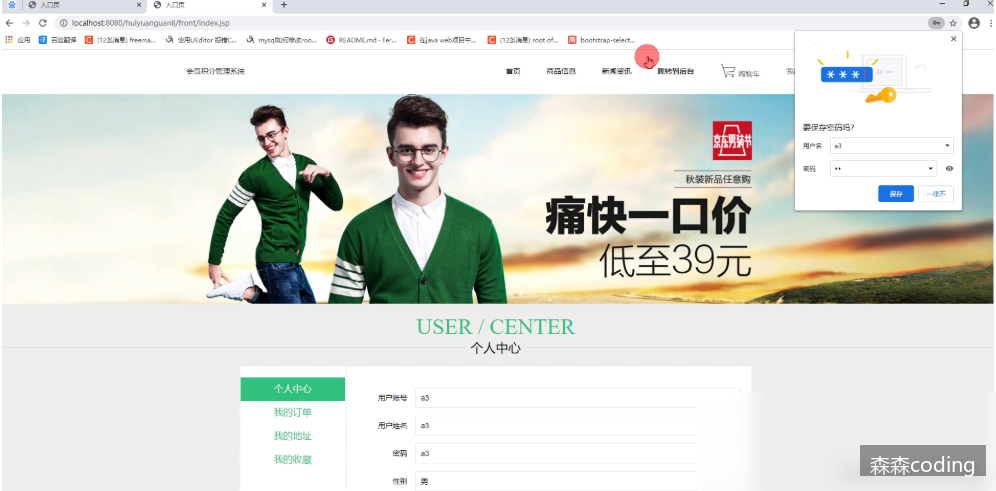 入口页
入口页
localhost:8080/huiyuanguanli/front/index.jsp
应用
百度翻译
(12条消息) freema...
使用UEditor 报错C...
mysql如何修改roo...
README.md · Ter...
在java web项目中...
(12条消息) root of...
bootstrap-select...
会员积分管理系统
首页
商品信息
新闻资讯
跳转到后台
购物车
要保存密码吗?
用户名
a3
密码
保存
一律不
京东男装节
秋装新品任意购
痛快一口价
低至39元
USER / CENTER
个人中心
个人中心
我的订单
我的地址
我的收藏
用户账号
a3
用户姓名
a3
密码
a3
性别
男
森森coding